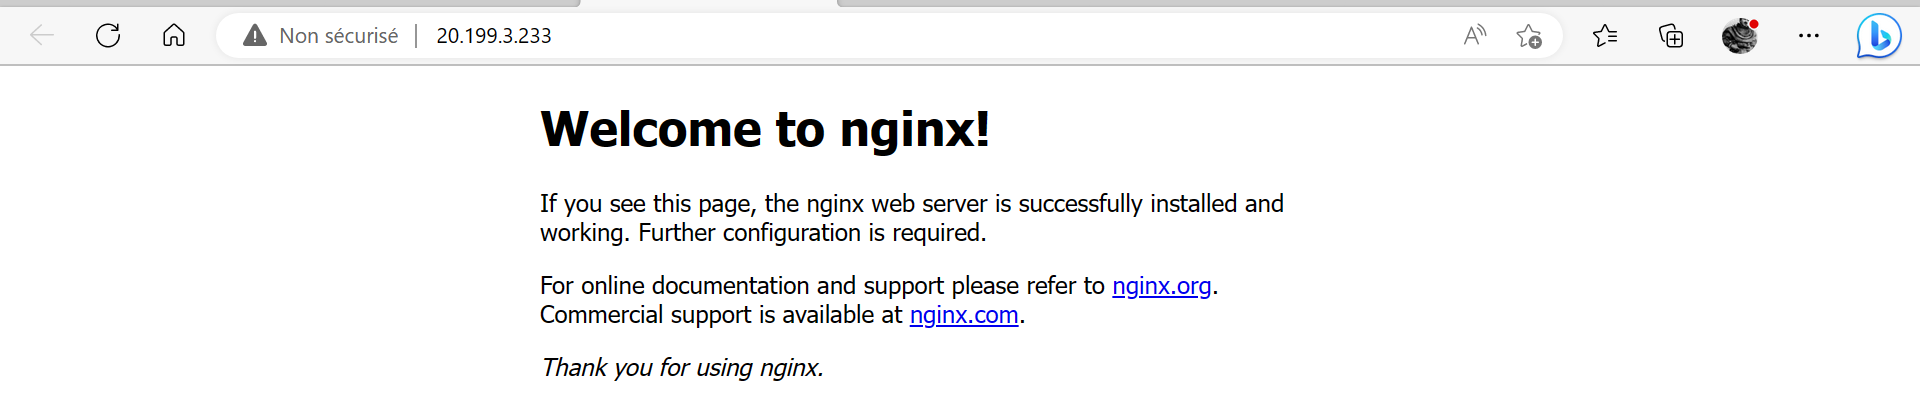 Non sécurisé | 20.199.3.233
Welcome to nginx!
If you see this page, the nginx web server is successfully installed and
working. Further configuration is required.
For online documentation and support please refer to nginx.org.
Commercial support is available at nginx.com.
Thank you for using nginx.